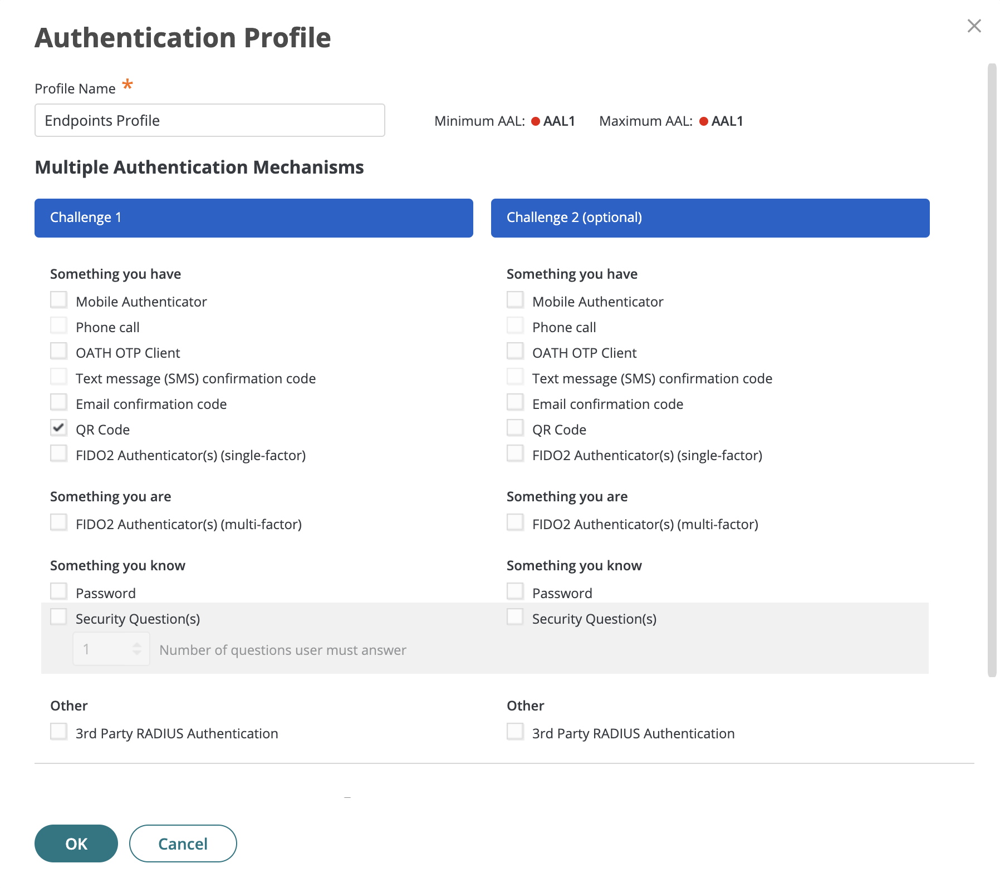 Authentication Profile
Profile Name *
Endpoints Profile
Minimum AAL: AAL1 Maximum AAL: AAL1
Multiple Authentication Mechanisms
Challenge 1
Something you have
Mobile Authenticator
Phone call
OATH OTP Client
Text message (SMS) confirmation code
Email confirmation code
QR Code
FIDO2 Authenticator(s) (single-factor)
Something you are
FIDO2 Authenticator(s) (multi-factor)
Something you know
Password
Security Question(s)
1 Number of questions user must answer
Other
3rd Party RADIUS Authentication
Challenge 2 (optional)
Something you have
Mobile Authenticator
Phone call
OATH OTP Client
Text message (SMS) confirmation code
Email confirmation code
QR Code
FIDO2 Authenticator(s) (single-factor)
Something you are
FIDO2 Authenticator(s) (multi-factor)
Something you know
Password
Security Question(s)
Other
3rd Party RADIUS Authentication
OK
Cancel